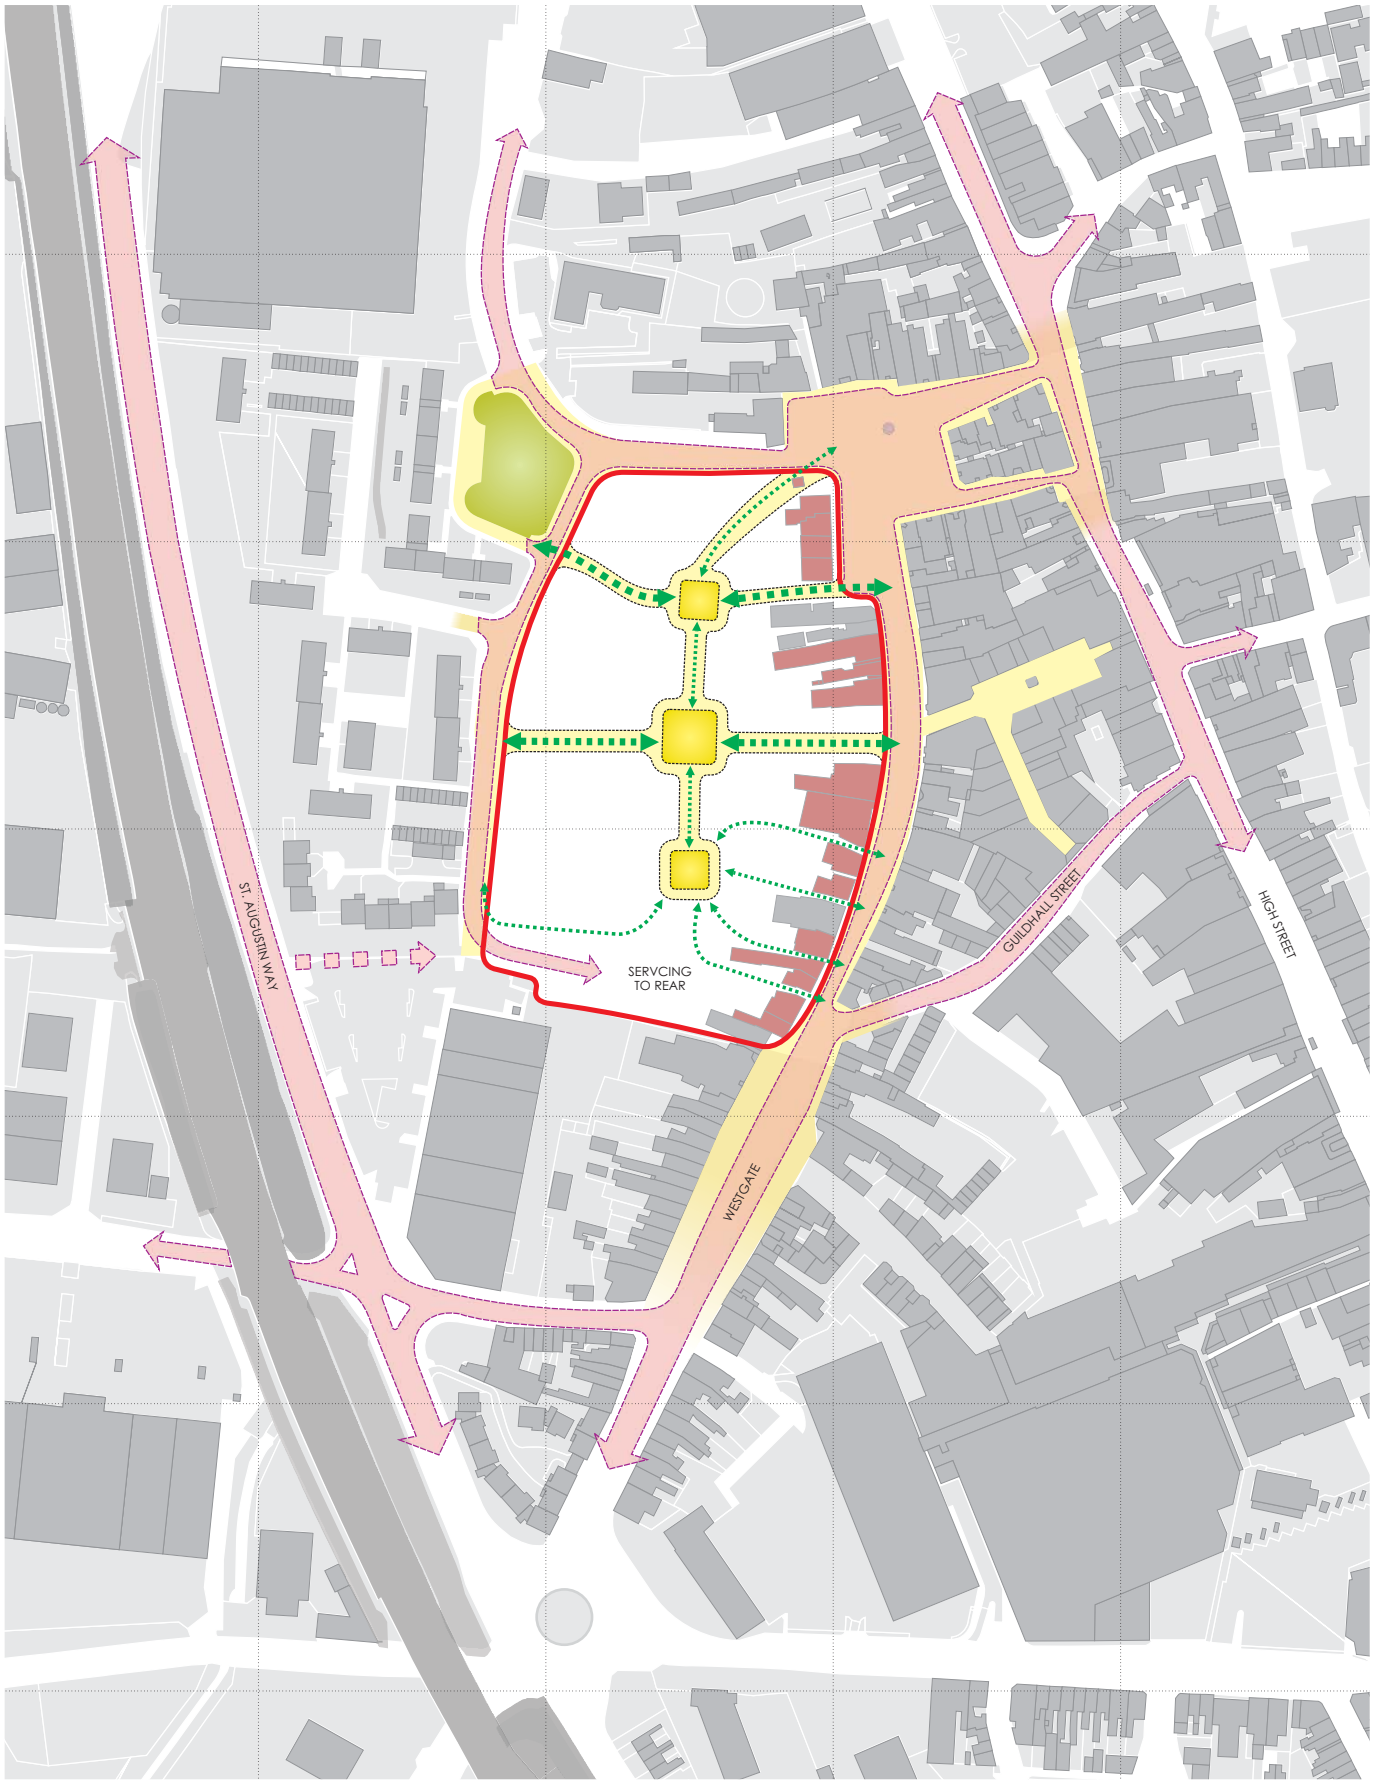 ST. AUGUSTIN WAY
HIGH STREET
GUILDHALL STREET
SERVCING
TO REAR
WESTGATE